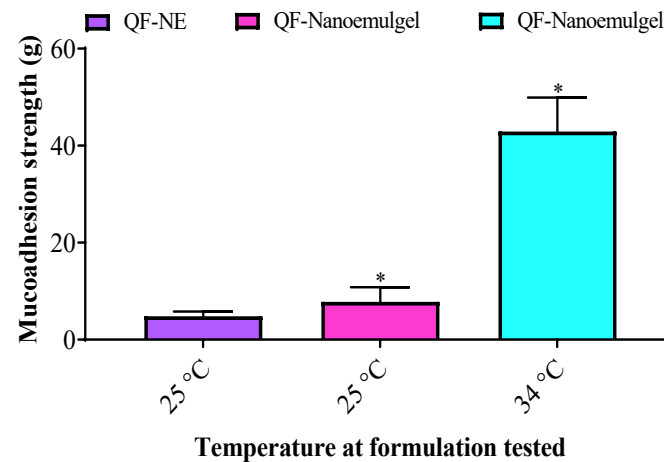 QF-NE QF-Nanoemulgel QF-Nanoemulgel
Mucoadhesion strength (g)
60
40
20
0
*
*
25 °C 25 °C 34 °C
Temperature at formulation tested